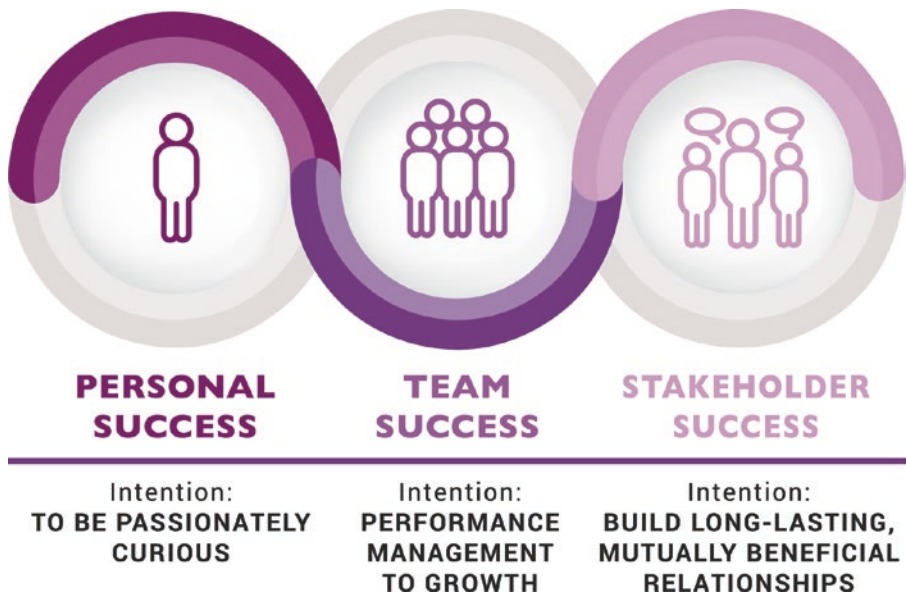 PERSONAL
SUCCESS
TEAM
SUCCESS
STAKEHOLDER
SUCCESS
Intention:
TO BE PASSIONATELY
CURIOUS
Intention:
PERFORMANCE
MANAGEMENT
TO GROWTH
Intention:
BUILD LONG-LASTING,
MUTUALLY BENEFICIAL
RELATIONSHIPS